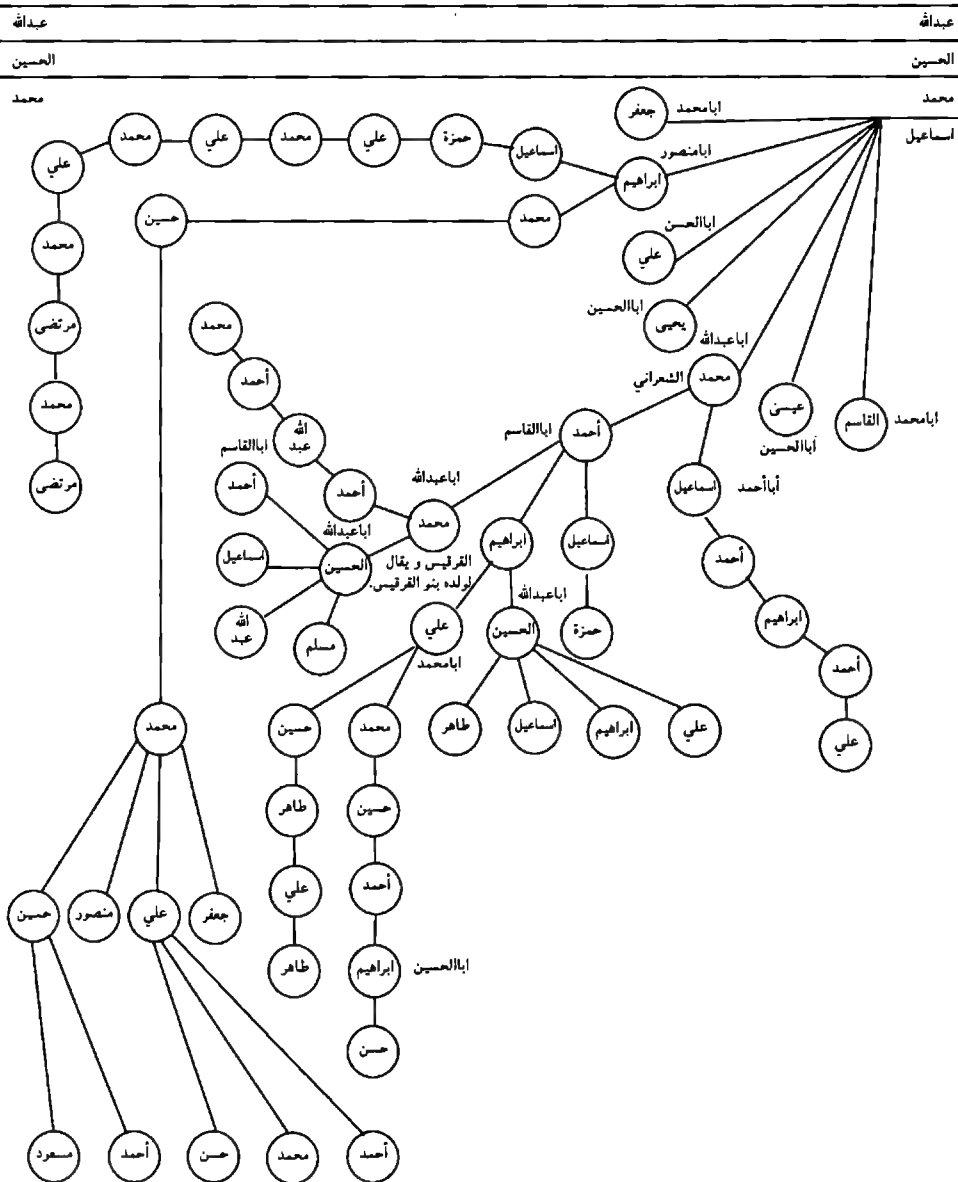 عبدالله
عبدالله
الحسين
الحسين
محمد
محمد
اسماعيل
ابامحمد
جعفر
ابامنصور
ابراهيم
اسماعيل
حمزة
علي
محمد
علي
محمد
علي
محمد
مرتضى
محمد
مرتضى
محمد
حسين
اباالحسن
علي
اباالحسين
يحيى
اباعبدالله
محمد
الشعراني
عيسى
أباالحسين
القاسم
ابامحمد
أحمد
اباالقاسم
اسماعيل
أباأحمد
أحمد
ابراهيم
أحمد
علي
اباعبدالله
محمد
القرقيس و يقال
لولده بنو القرقيس.
أحمد
الله
عبد
أحمد
محمد
اباالقاسم
أحمد
اباعبدالله
الحسين
اسماعيل
الله
عبد
مسلم
ابراهيم
اسماعيل
حمزة
اباعبدالله
الحسين
علي
ابامحمد
علي
ابراهيم
اسماعيل
طاهر
محمد
حسين
حسين
طاهر
أحمد
علي
اباالحسين
ابراهيم
طاهر
حسن
محمد
جعفر
علي
منصور
حسين
أحمد
محمد
حسن
أحمد
مسعود